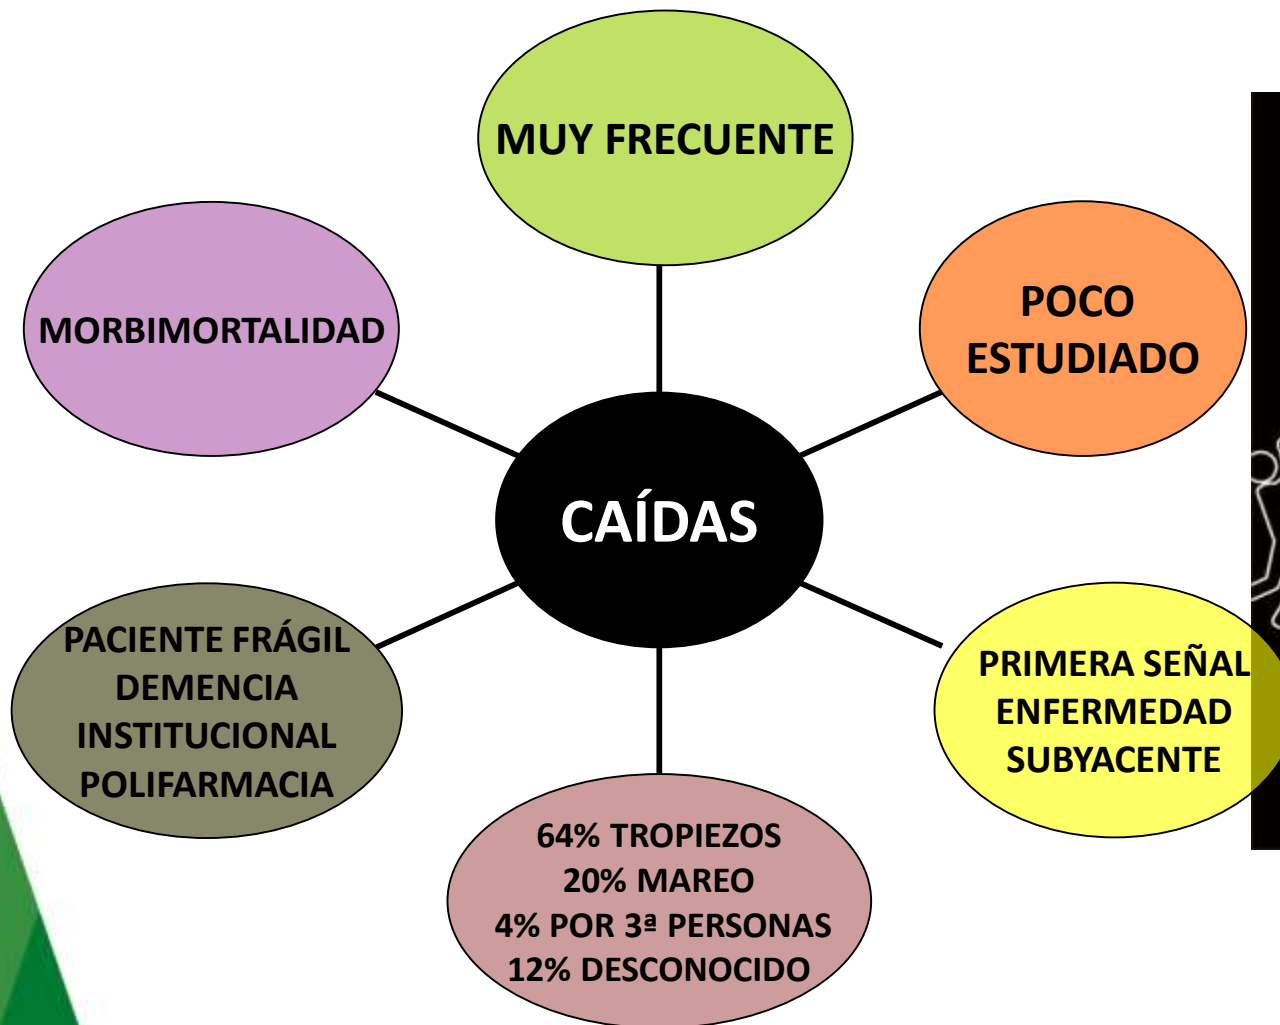 MUY FRECUENTE
MORBIMORTALIDAD
POCO
ESTUDIADO
CAÍDAS
PACIENTE FRÁGIL
DEMENCIA
INSTITUCIONAL
POLIFARMACIA
PRIMERA SEÑAL
ENFERMEDAD
SUBYACENTE
64% TROPIEZOS
20% MAREO
4% POR 3ª PERSONAS
12% DESCONOCIDO